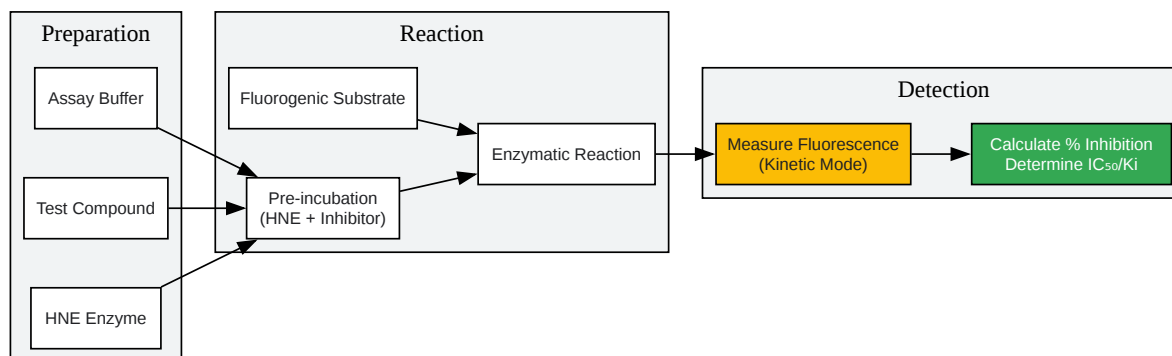 Preparation
Assay Buffer
Test Compound
HNE Enzyme
Reaction
Fluorogenic Substrate
Pre-incubation
(HNE + Inhibitor)
Enzymatic Reaction
Detection
Measure Fluorescence
(Kinetic Mode)
Calculate % Inhibition
Determine IC₅₀/Ki